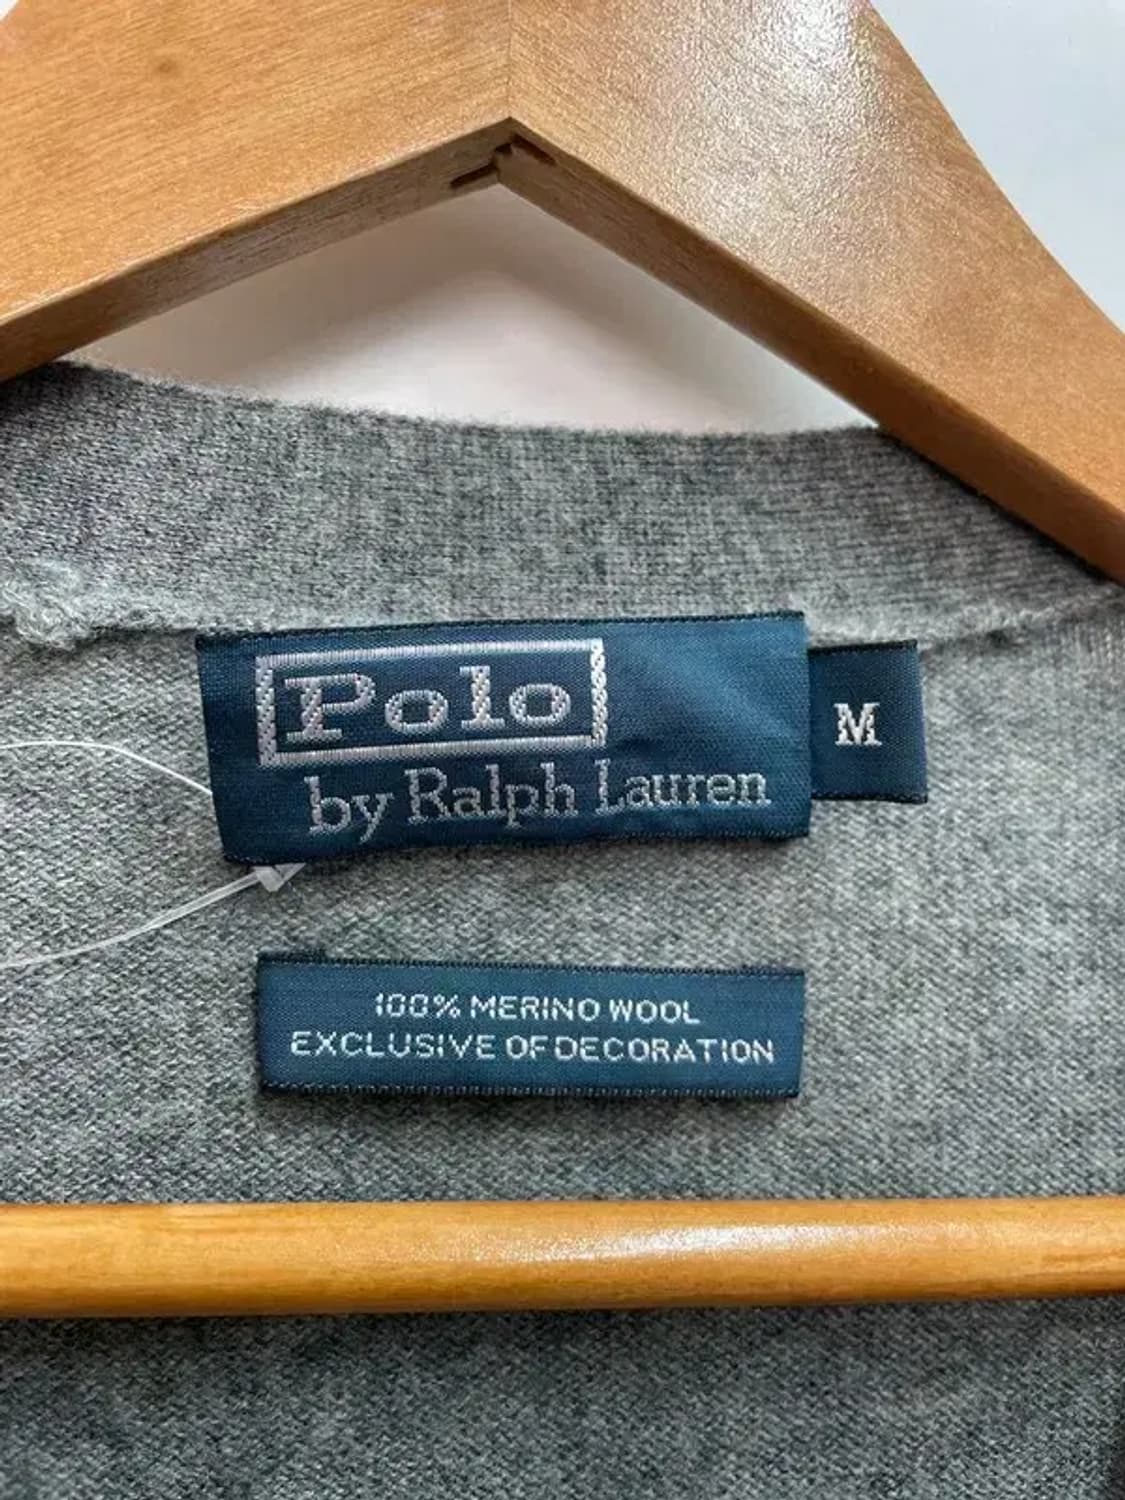 Polo
by Ralph Lauren
M
100% MERINO WOOL
EXCLUSIVE OF DECORATION